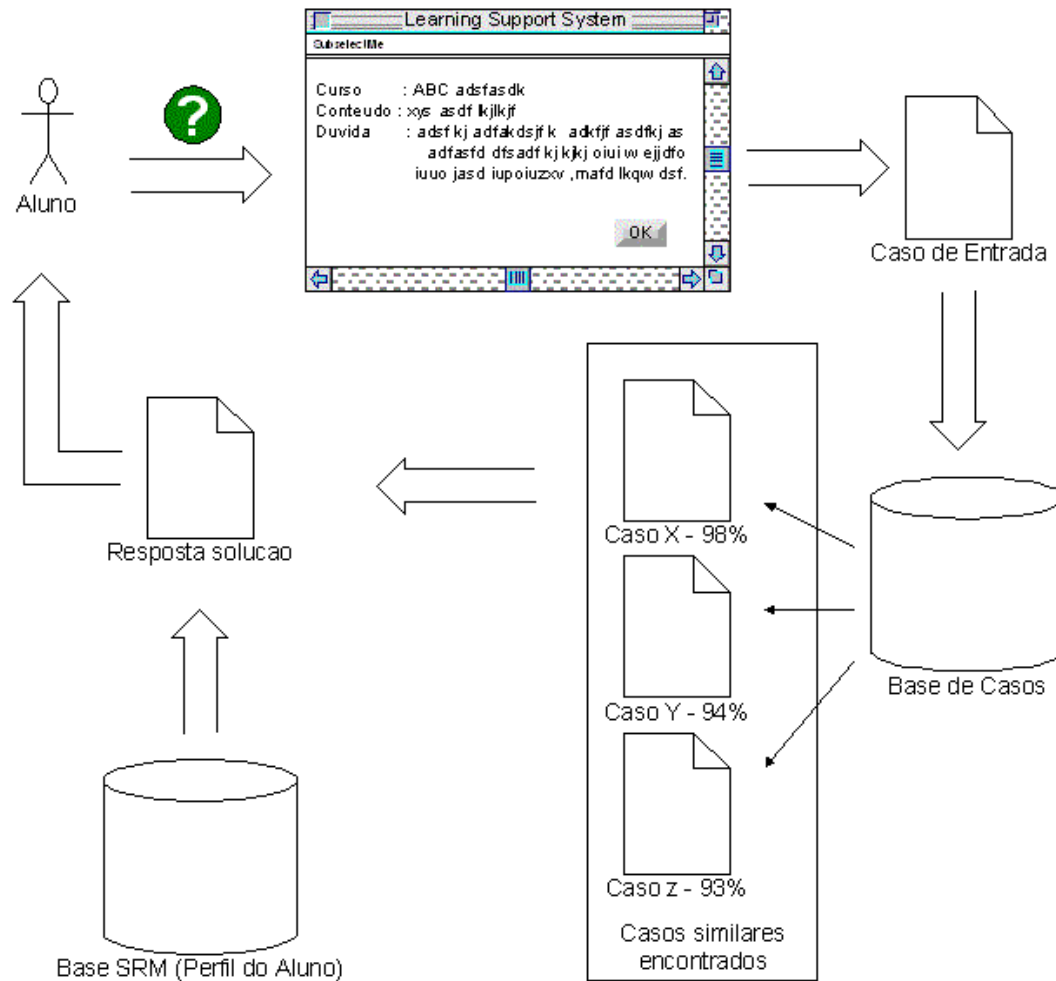 Learning Support System
SubselectMe
Curso : ABC adsfasdk
Conteudo : xys asdf lkjlkjf
Duvida : adsf kj adfakdsjf k adkfjf asdfkj as
adfasfd dfsadf kj kjkj oiui w ejjdfo
iuuo jasd iupoiuzxv ,mafd lkqw dsf.
OK
?
Aluno
Caso de Entrada
Caso X - 98%
Resposta solucao
Caso Y - 94%
Base de Casos
Caso z - 93%
Casos similares
encontrados
Base SRM (Perfil do Aluno)